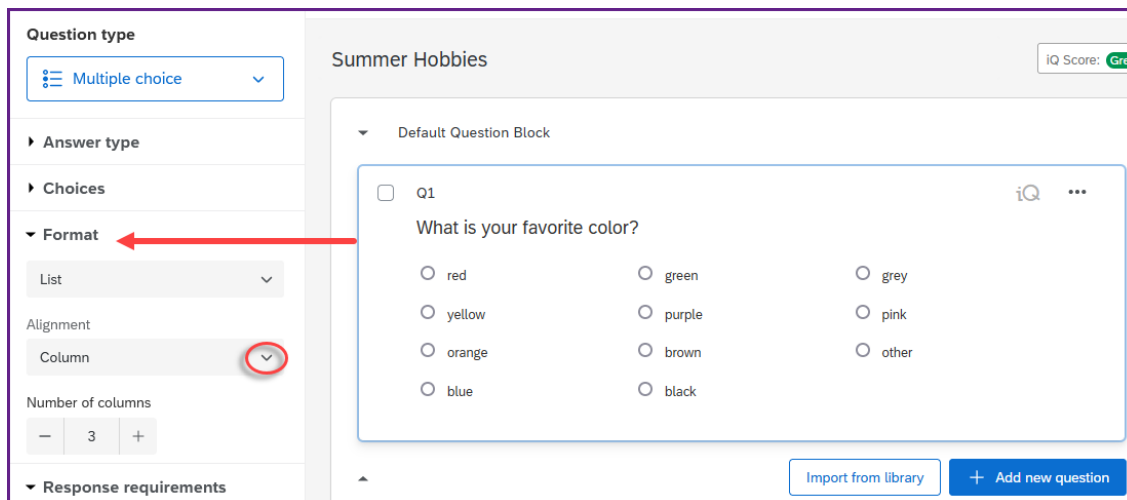 Question type
Multiple choice
Answer type
Choices
Format
List
Alignment
Column
Number of columns
3
Response requirements
Summer Hobbies
iQ Score:
Default Question Block
Q1
iQ
What is your favorite color?
red
green
grey
yellow
purple
pink
orange
brown
other
blue
black
Import from library
+ Add new question